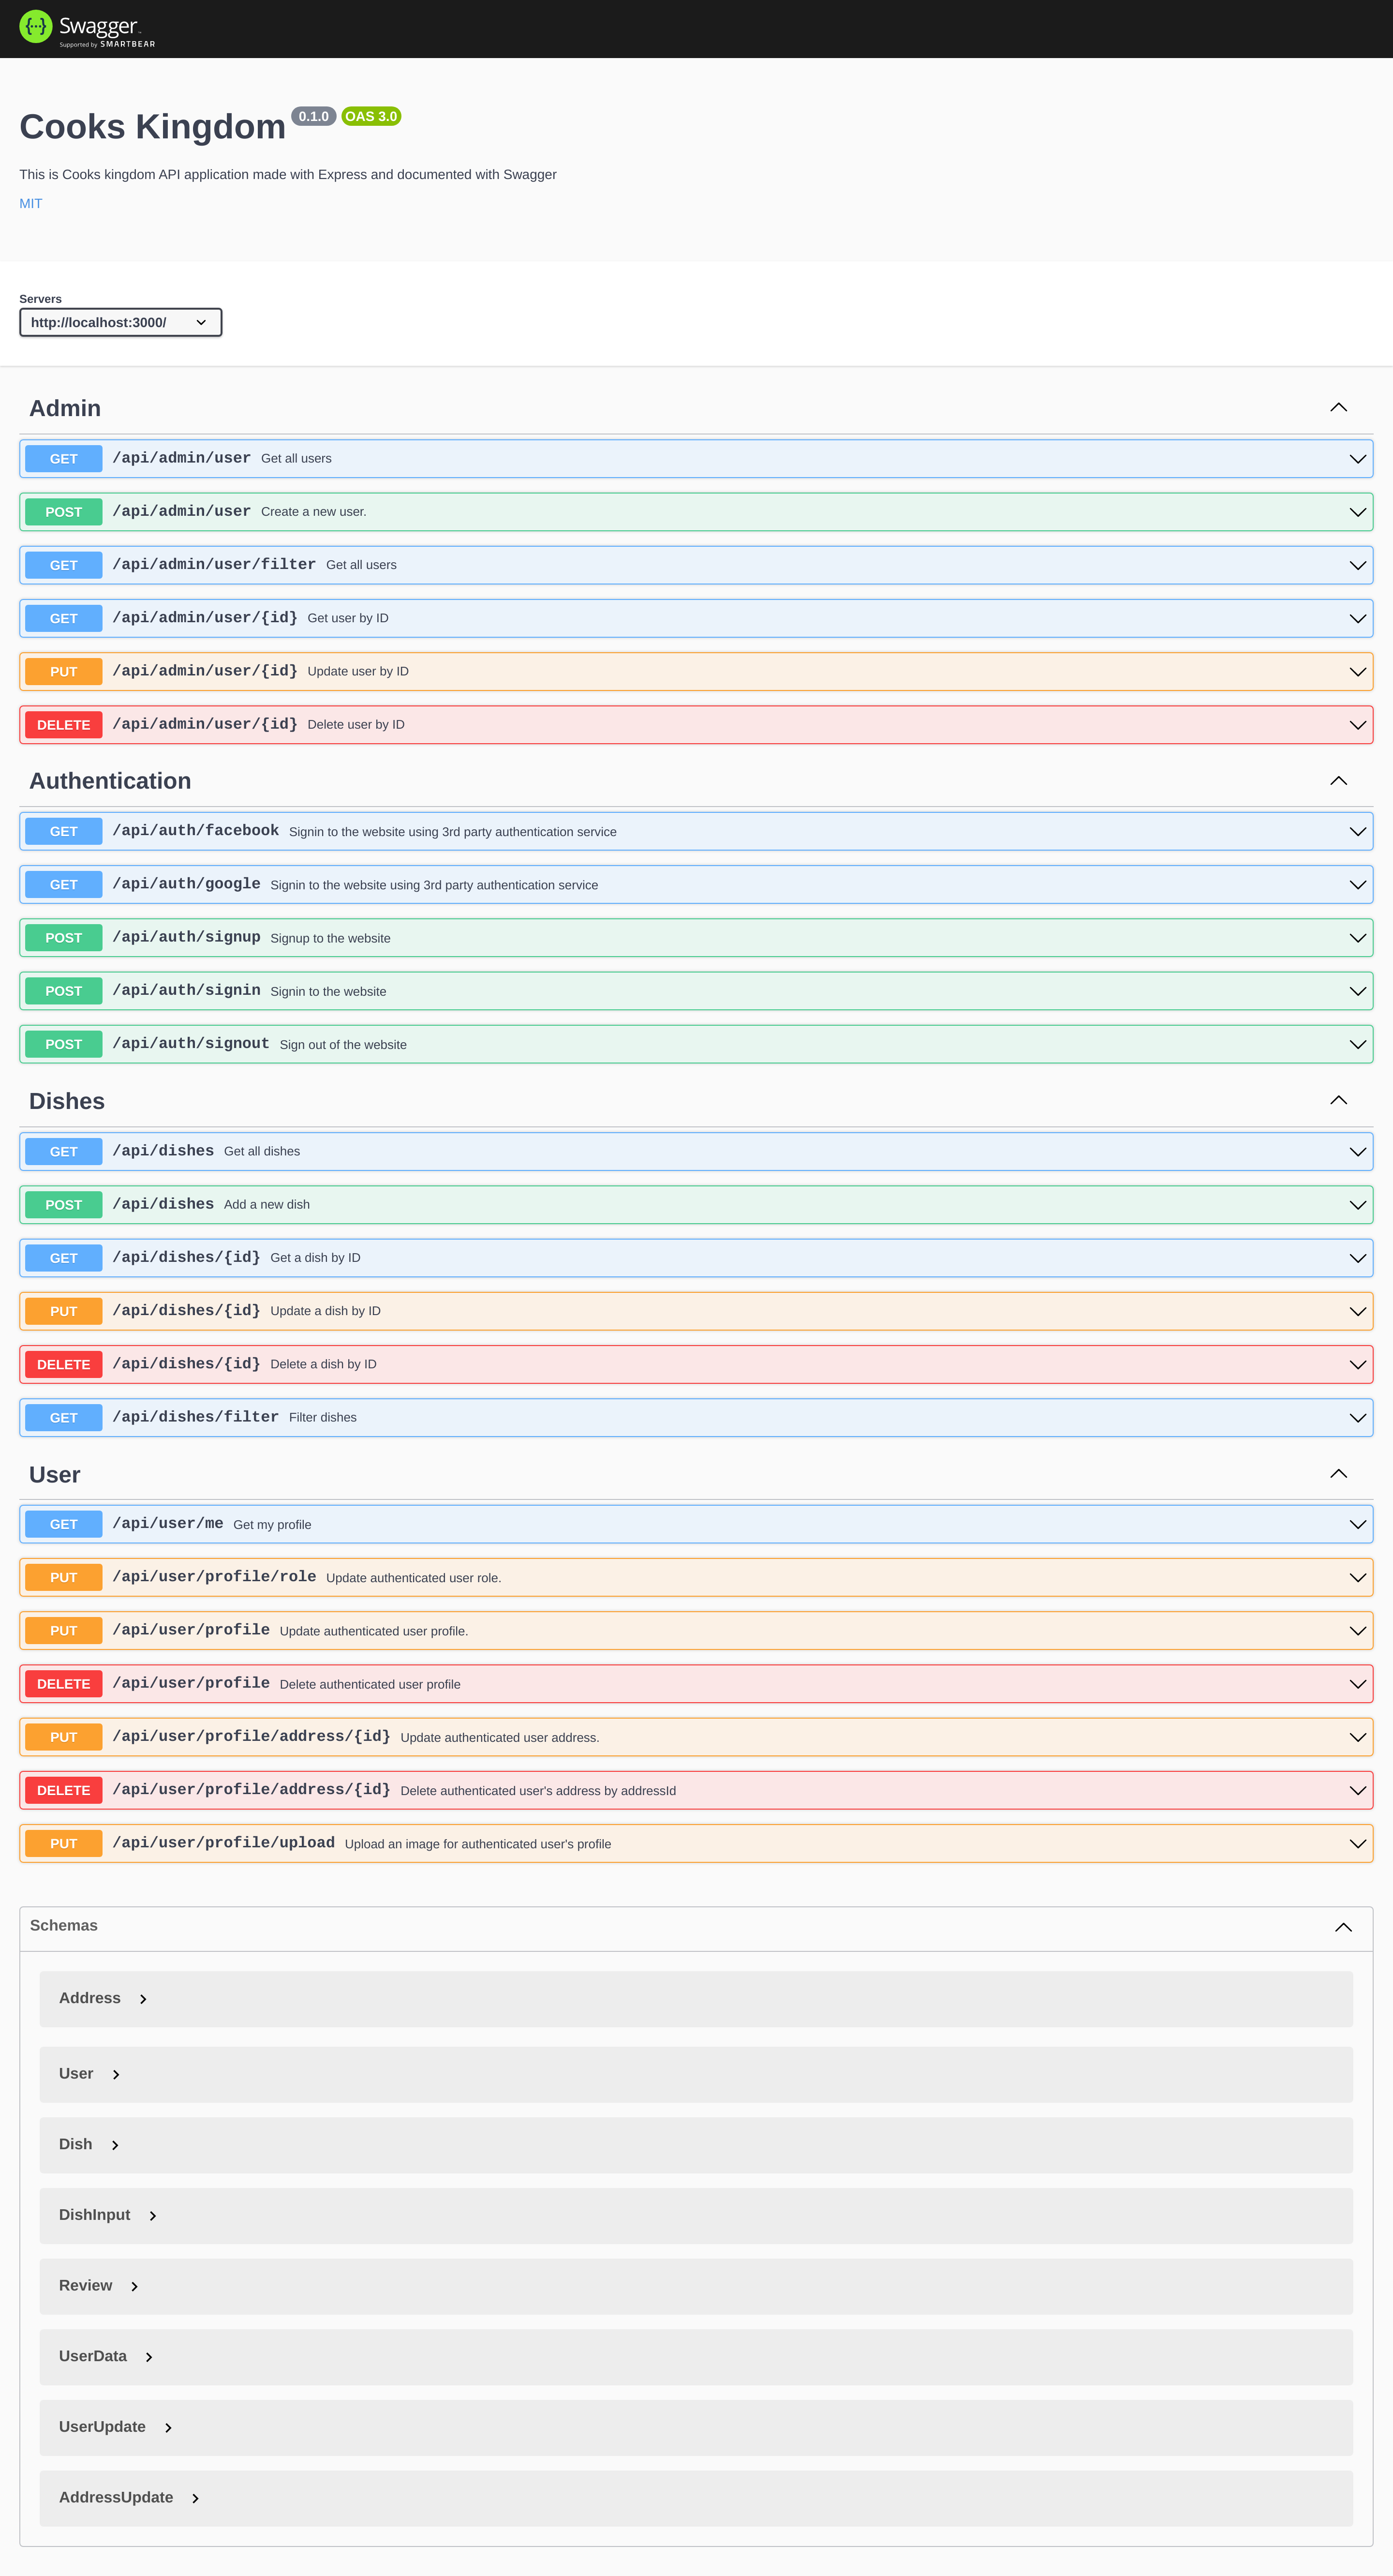 {···} Swagger
Supported by SMARTBEAR
Cooks Kingdom 0.1.0 OAS 3.0
This is Cooks kingdom API application made with Express and documented with Swagger
MIT
Servers
http://localhost:3000/
Admin
GET /api/admin/user Get all users
POST /api/admin/user Create a new user.
GET /api/admin/user/filter Get all users
GET /api/admin/user/{id} Get user by ID
PUT /api/admin/user/{id} Update user by ID
DELETE /api/admin/user/{id} Delete user by ID
Authentication
GET /api/auth/facebook Signin to the website using 3rd party authentication service
GET /api/auth/google Signin to the website using 3rd party authentication service
POST /api/auth/signup Signup to the website
POST /api/auth/signin Signin to the website
POST /api/auth/signout Sign out of the website
Dishes
GET /api/dishes Get all dishes
POST /api/dishes Add a new dish
GET /api/dishes/{id} Get a dish by ID
PUT /api/dishes/{id} Update a dish by ID
DELETE /api/dishes/{id} Delete a dish by ID
GET /api/dishes/filter Filter dishes
User
GET /api/user/me Get my profile
PUT /api/user/profile/role Update authenticated user role.
PUT /api/user/profile Update authenticated user profile.
DELETE /api/user/profile Delete authenticated user profile
PUT /api/user/profile/address/{id} Update authenticated user address.
DELETE /api/user/profile/address/{id} Delete authenticated user's address by addressId
PUT /api/user/profile/upload Upload an image for authenticated user's profile
Schemas
Address
User
Dish
DishInput
Review
UserData
UserUpdate
AddressUpdate